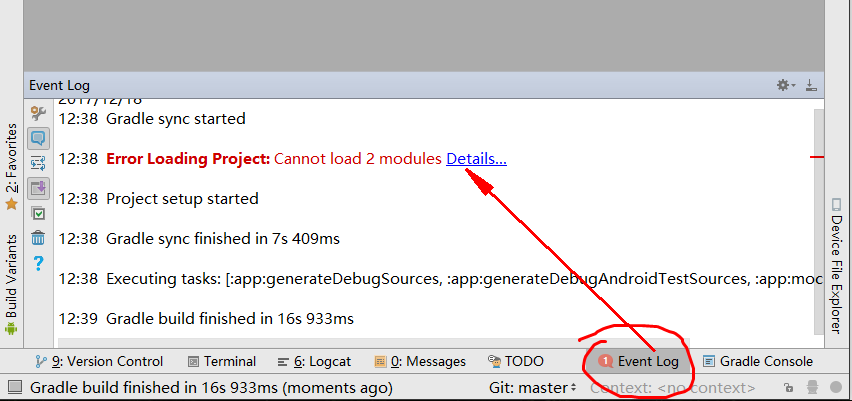 Event Log
2017/12/18
12:38 Gradle sync started
12:38 Error Loading Project: Cannot load 2 modules Details...
12:38 Project setup started
12:38 Gradle sync finished in 7s 409ms
12:38 Executing tasks: [:app:generateDebugSources, :app:generateDebugAndroidTestSources, :app:moc
12:39 Gradle build finished in 16s 933ms
2: Favorites
Build Variants
Device File Explorer
9: Version Control
Terminal
6: Logcat
0: Messages
TODO
1
Event Log
Gradle Console
Gradle build finished in 16s 933ms (moments ago)
Git: master
Context: <no context>